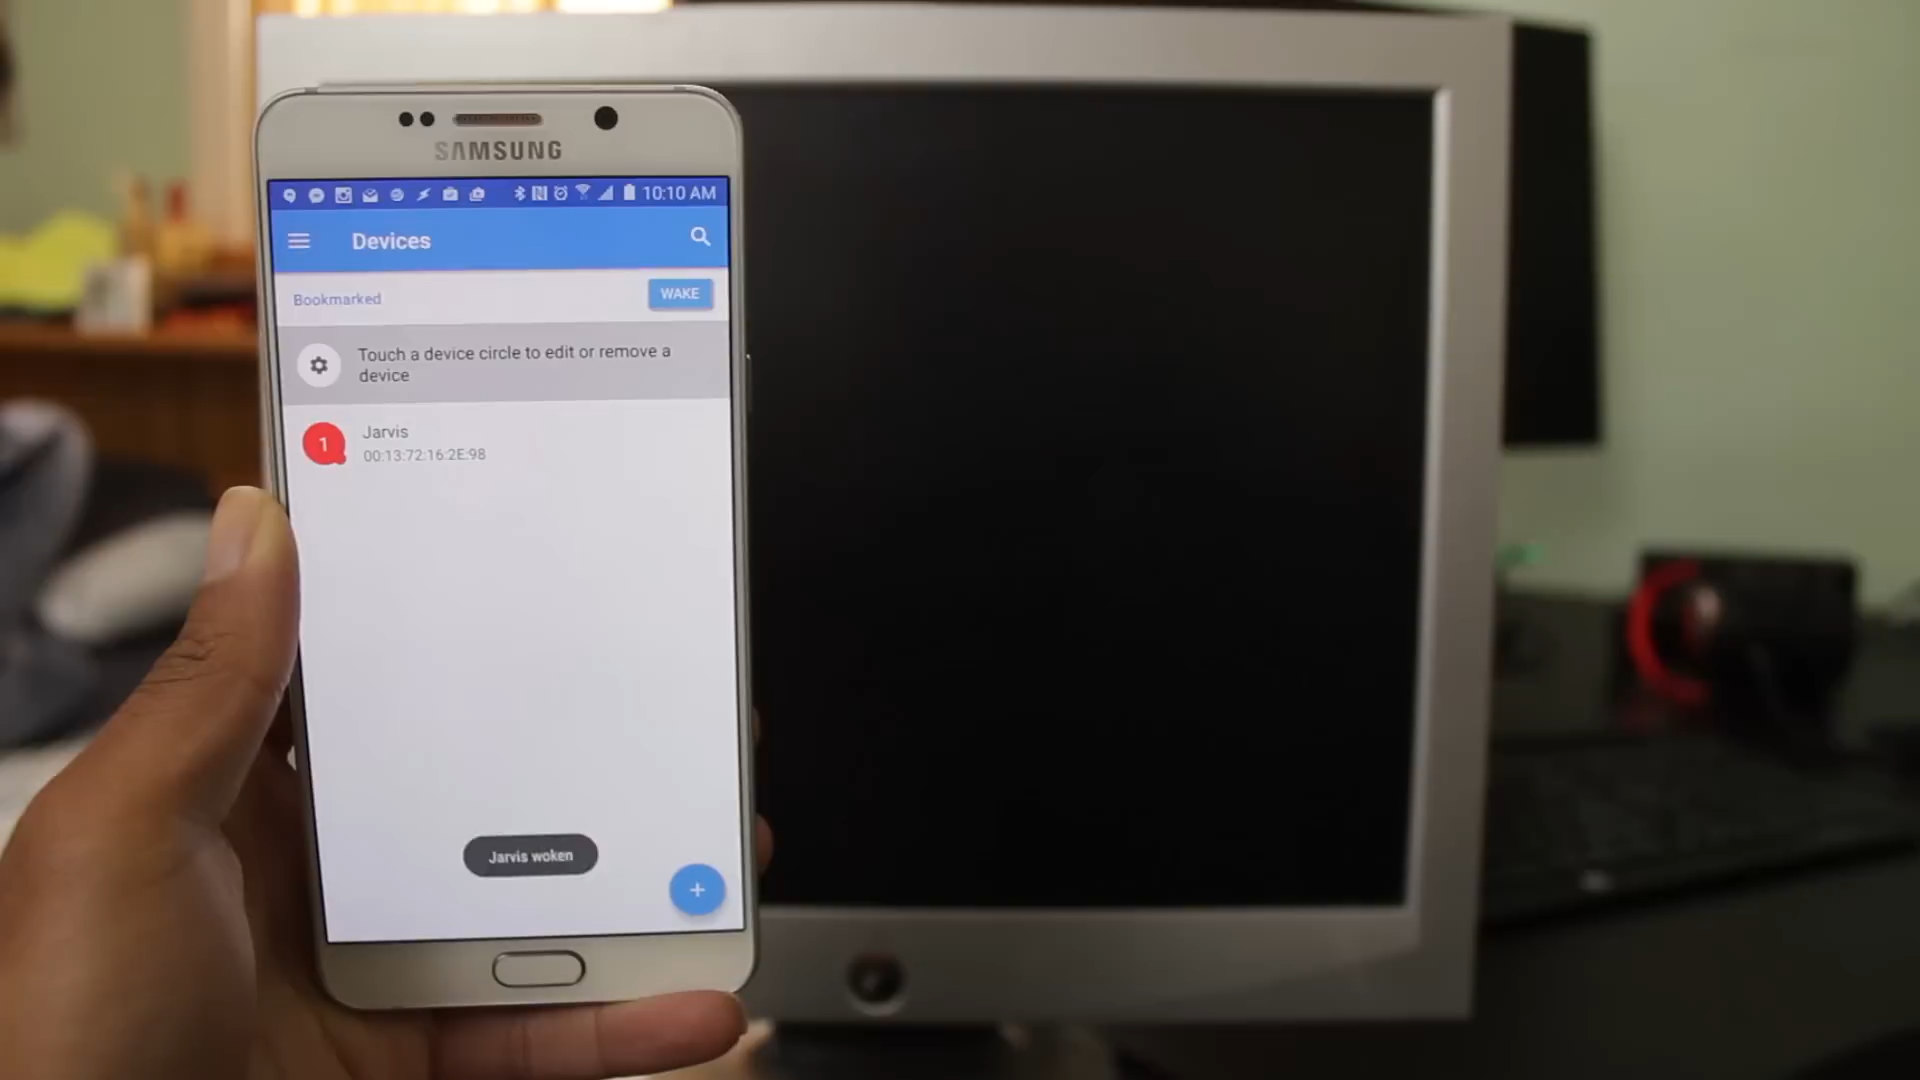 SAMSUNG
10:10 AM
Devices
Bookmarked
WAKE
Touch a device circle to edit or remove a
device
1
Jarvis
00:13:72:16:2E:98
Jarvis woken
+